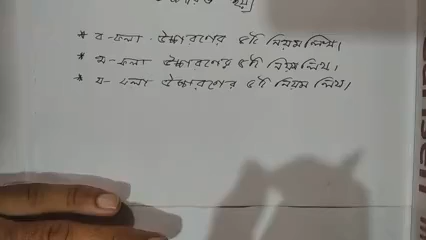 * ব-ফলা উচ্চারণের ৫টি নিয়ম লিখ।
* ম-ফলা উচ্চারণের ৫টি নিয়ম লিখ।
* য-ফলা উচ্চারণের ৫টি নিয়ম লিখ।